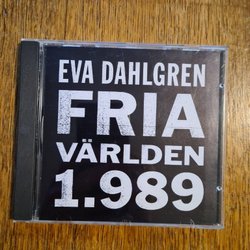 EVA DAHLGREN
FRIA
VÄRLDEN
1.989